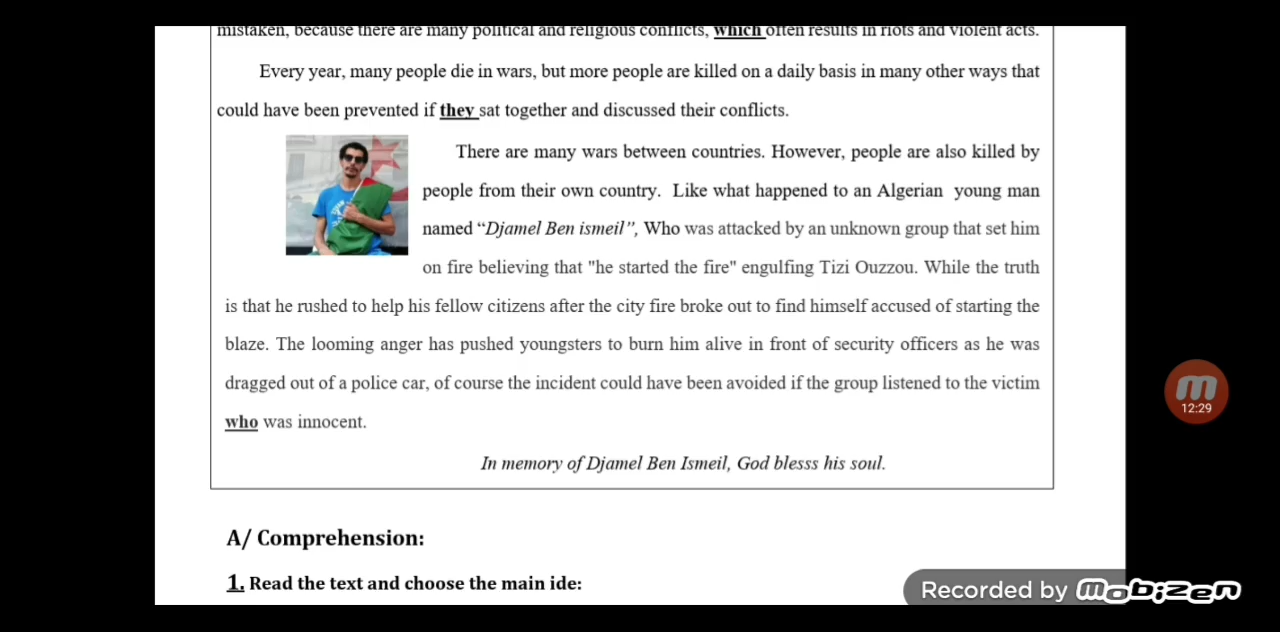 mistaken, because there are many political and religious conflicts, which often results in riots and violent acts.
Every year, many people die in wars, but more people are killed on a daily basis in many other ways that
could have been prevented if they sat together and discussed their conflicts.
There are many wars between countries. However, people are also killed by
people from their own country. Like what happened to an Algerian young man
named “Djamel Ben ismeil”, Who was attacked by an unknown group that set him
on fire believing that "he started the fire" engulfing Tizi Ouzzou. While the truth
is that he rushed to help his fellow citizens after the city fire broke out to find himself accused of starting the
blaze. The looming anger has pushed youngsters to burn him alive in front of security officers as he was
dragged out of a police car, of course the incident could have been avoided if the group listened to the victim
who was innocent.
In memory of Djamel Ben Ismeil, God blesss his soul.
A/ Comprehension:
1. Read the text and choose the main ide:
12:29
Recorded by mobizen